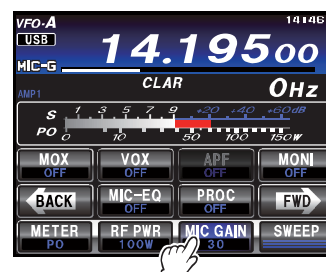 VFO-A 14:14:6
USB
14.19500
MIC-G
CLAR 0Hz
AMP1
S 1 3 5 7 9 +20 +40 +60dB
PO 0 10 50 100 150W
MOX OFF VOX OFF APF OFF MONI OFF
BACK MIC-EQ OFF PROC OFF FWD
METER PO RF PWR 100W MIC GAIN 30 SWEEP